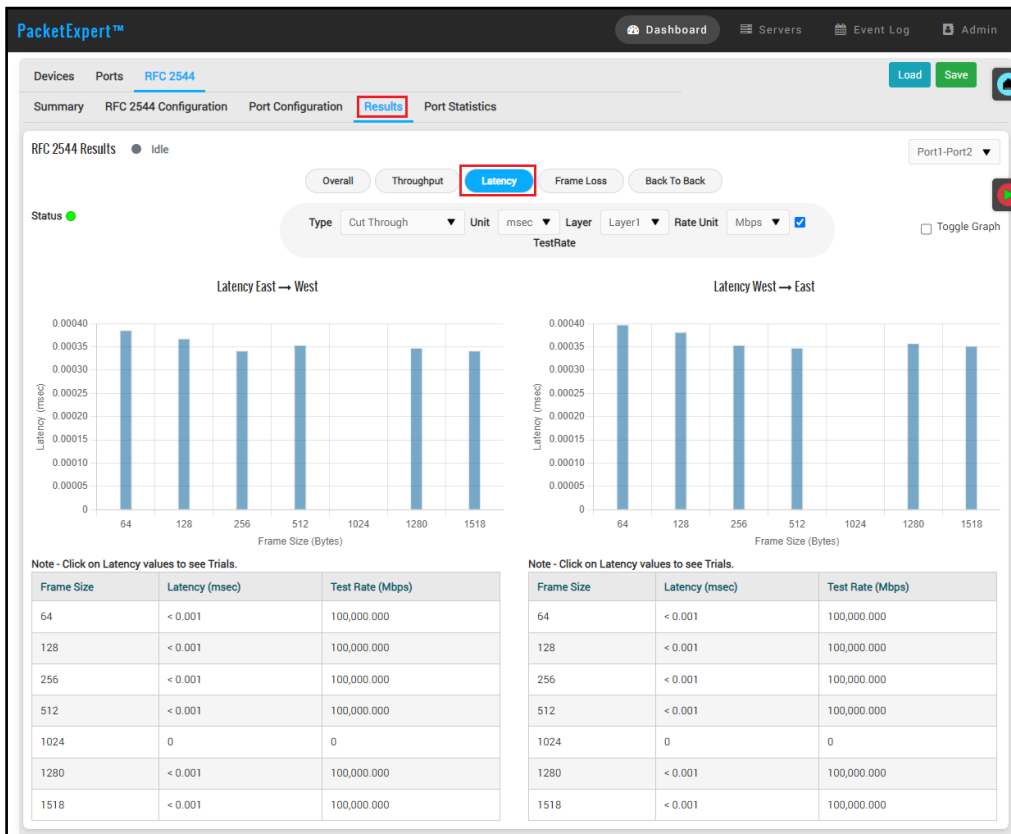 PacketExpert™ Dashboard Servers Event Log Admin
Devices Ports RFC 2544 Load Save
Summary RFC 2544 Configuration Port Configuration Results Port Statistics
RFC 2544 Results Idle Port1-Port2
Overall Throughput Latency Frame Loss Back To Back
Status Type Cut Through Unit msec Layer Layer1 Rate Unit Mbps Toggle Graph
TestRate
Latency East → West
0.00040
0.00035
0.00030
0.00025
0.00020
0.00015
0.00010
0.00005
0
Latency (msec)
64 128 256 512 1024 1280 1518
Frame Size (Bytes)
Latency West → East
0.00040
0.00035
0.00030
0.00025
0.00020
0.00015
0.00010
0.00005
0
Latency (msec)
64 128 256 512 1024 1280 1518
Frame Size (Bytes)
Note - Click on Latency values to see Trials.
Frame Size Latency (msec) Test Rate (Mbps)
64 < 0.001 100,000.000
128 < 0.001 100,000.000
256 < 0.001 100,000.000
512 < 0.001 100,000.000
1024 0 0
1280 < 0.001 100,000.000
1518 < 0.001 100,000.000
Note - Click on Latency values to see Trials.
Frame Size Latency (msec) Test Rate (Mbps)
64 < 0.001 100,000.000
128 < 0.001 100,000.000
256 < 0.001 100,000.000
512 < 0.001 100,000.000
1024 0 0
1280 < 0.001 100,000.000
1518 < 0.001 100,000.000